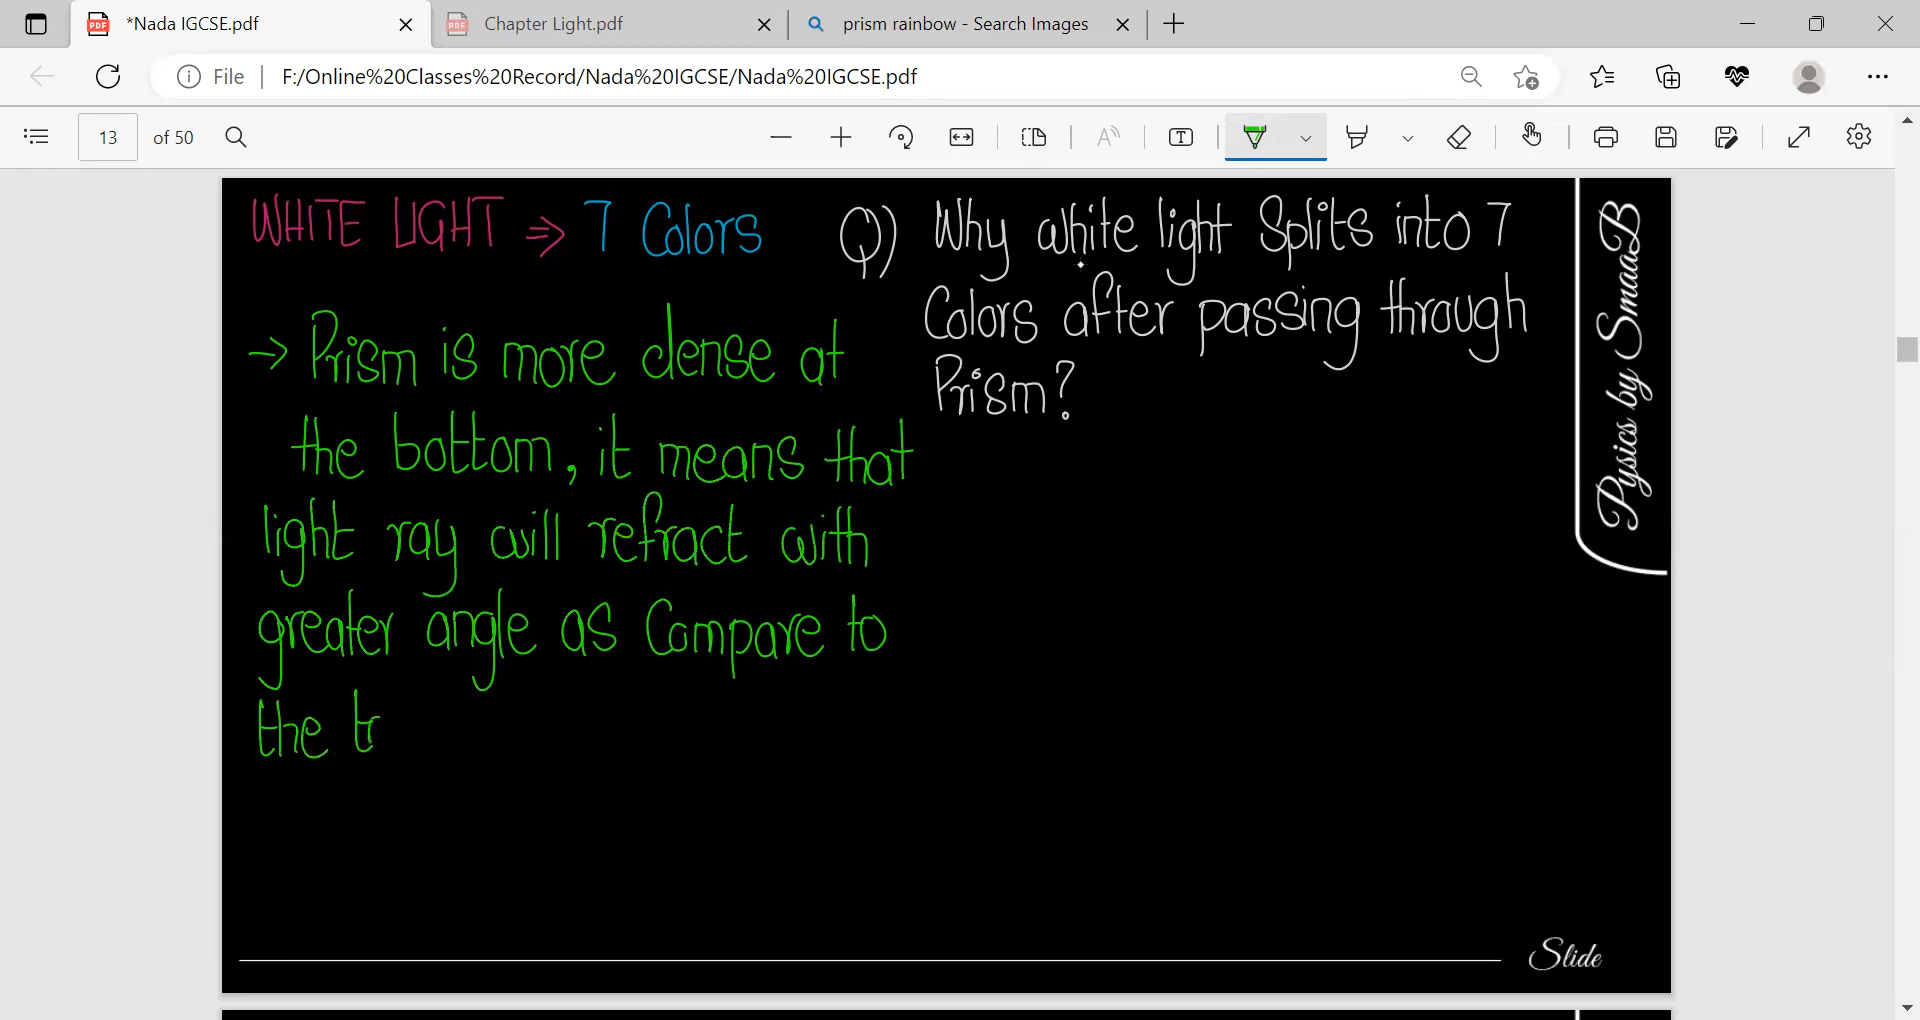 *Nada IGCSE.pdf
Chapter Light.pdf
prism rainbow - Search Images
File
F:/Online%20Classes%20Record/Nada%20IGCSE/Nada%20IGCSE.pdf
13 of 50
WHITE LIGHT ⇒ 7 Colors
→ Prism is more dense at
the bottom, it means that
light ray will refract with
greater angle as Compare to
the tr
Q) Why white light Splits into 7
Colors after passing through
Prism?
Pysics by SmaaB
Slide